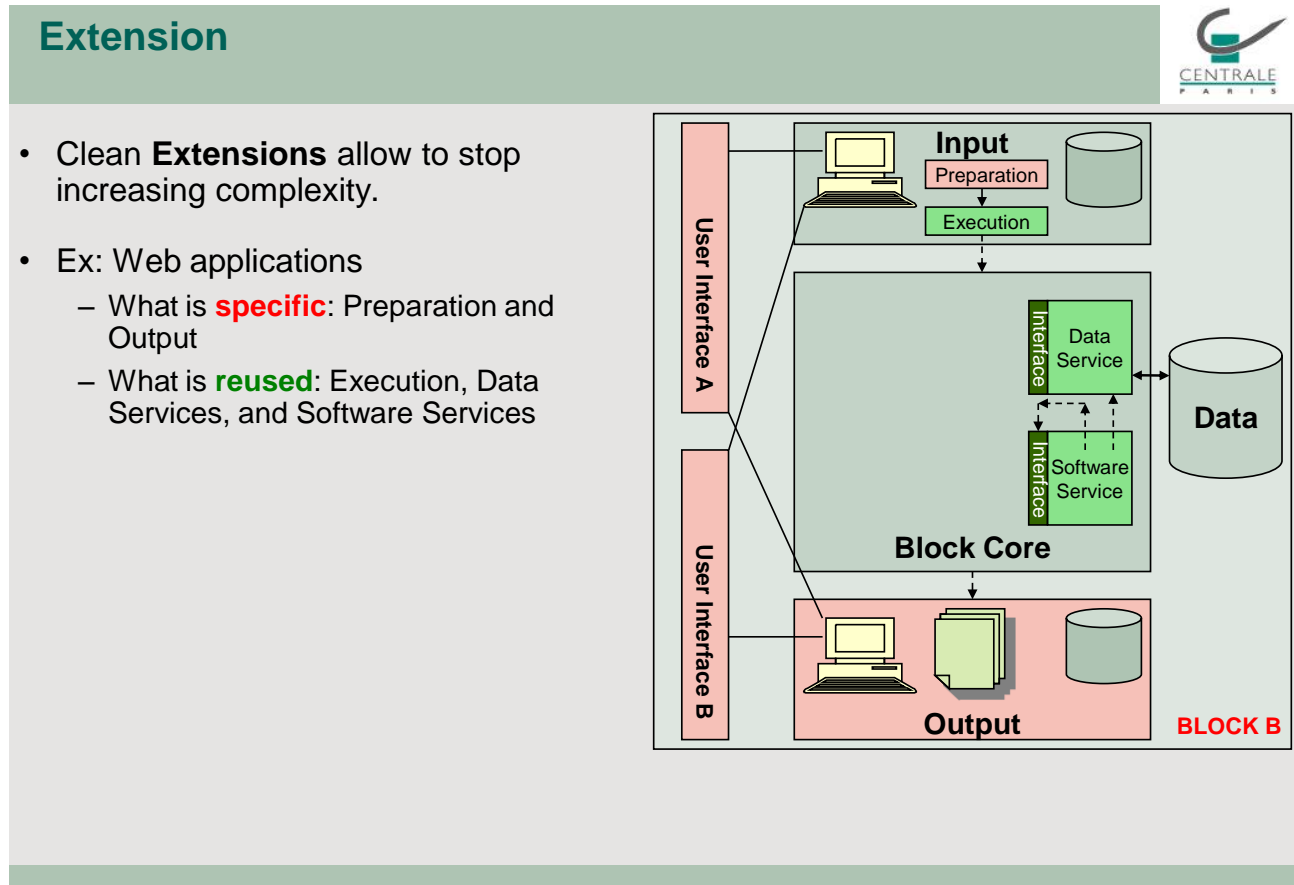 Extension
CENTRALE
PARIS
• Clean Extensions allow to stop
increasing complexity.
• Ex: Web applications
– What is specific: Preparation and
Output
– What is reused: Execution, Data
Services, and Software Services
User Interface A
User Interface B
Input
Preparation
Execution
Interface
Data
Service
Interface
Software
Service
Block Core
Data
Output
BLOCK B